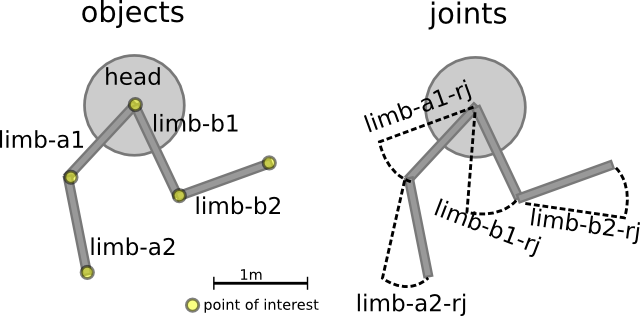 objects
joints
head
limb-a1
limb-b1
limb-b2
limb-a2
1m
point of interest
limb-a1-rj
limb-b1-rj
limb-b2-rj
limb-a2-rj